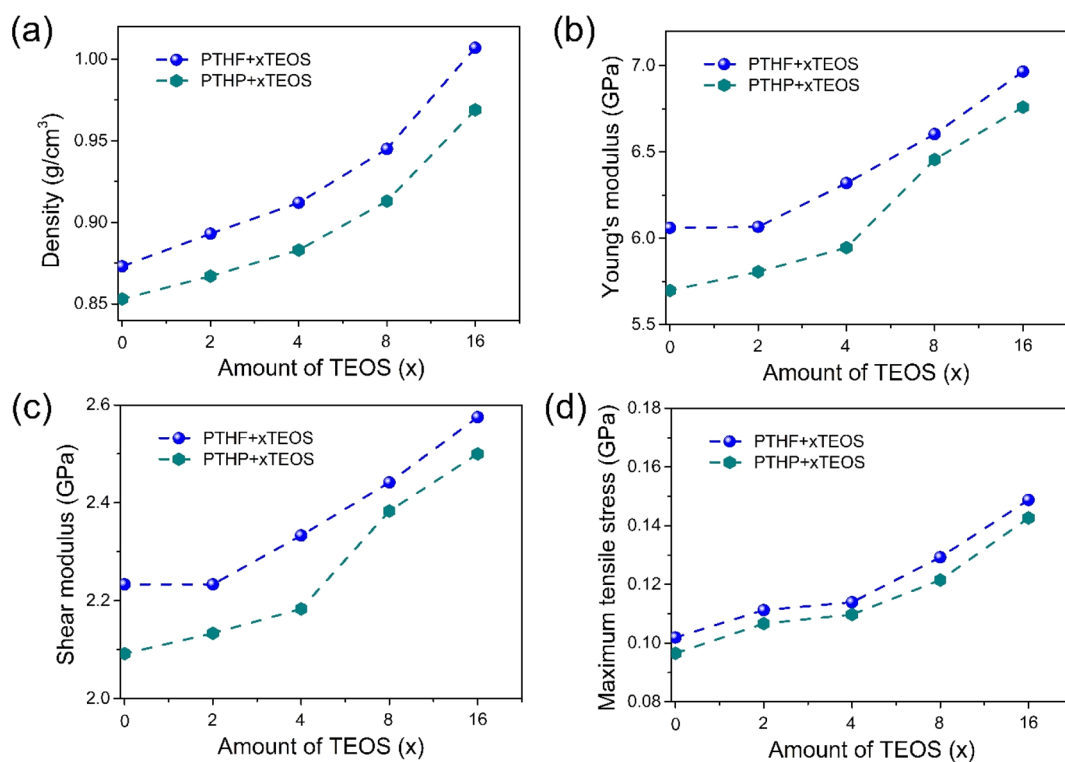 (a)
PTHF+xTEOS
PTHP+xTEOS
1.00
0.95
0.90
0.85
Density (g/cm³)
0 2 4 8 16
Amount of TEOS (x)
(b)
PTHF+xTEOS
PTHP+xTEOS
7.0
6.5
6.0
5.5
Young's modulus (GPa)
0 2 4 8 16
Amount of TEOS (x)
(c)
PTHF+xTEOS
PTHP+xTEOS
2.6
2.4
2.2
2.0
Shear modulus (GPa)
0 2 4 8 16
Amount of TEOS (x)
(d)
PTHF+xTEOS
PTHP+xTEOS
0.18
0.16
0.14
0.12
0.10
0.08
Maximum tensile stress (GPa)
0 2 4 8 16
Amount of TEOS (x)